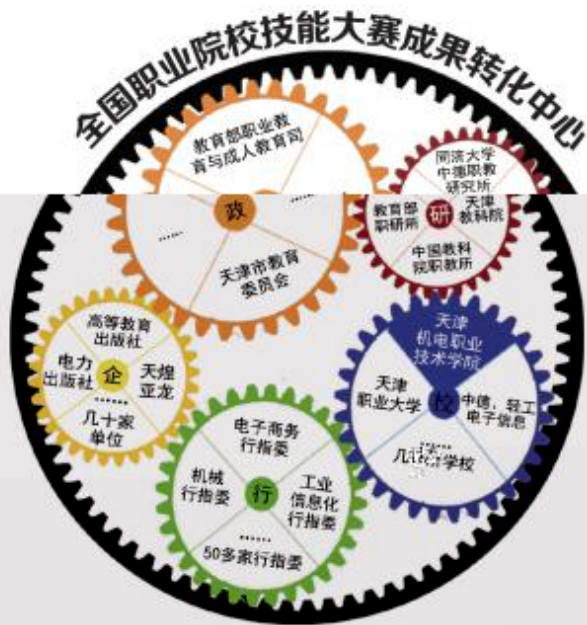 全国职业院校技能大赛成果转化中心
教育部职业教
育与成人教育司
政
……
……
天津市教育
委员会
同济大学
中德职教
研究所
教育部
职研所
研
天津
教科院
中国教科
院职教所
高等教育
出版社
电力
出版社
企
天煌
亚龙
……
几十家
单位
天津
机电职业
技术学院
天津
职业大学
校
中德、轻工
电子信息
……
学校
电子商务
行指委
机械
行指委
行
工业
信息化
行指委
……
50多家行指委